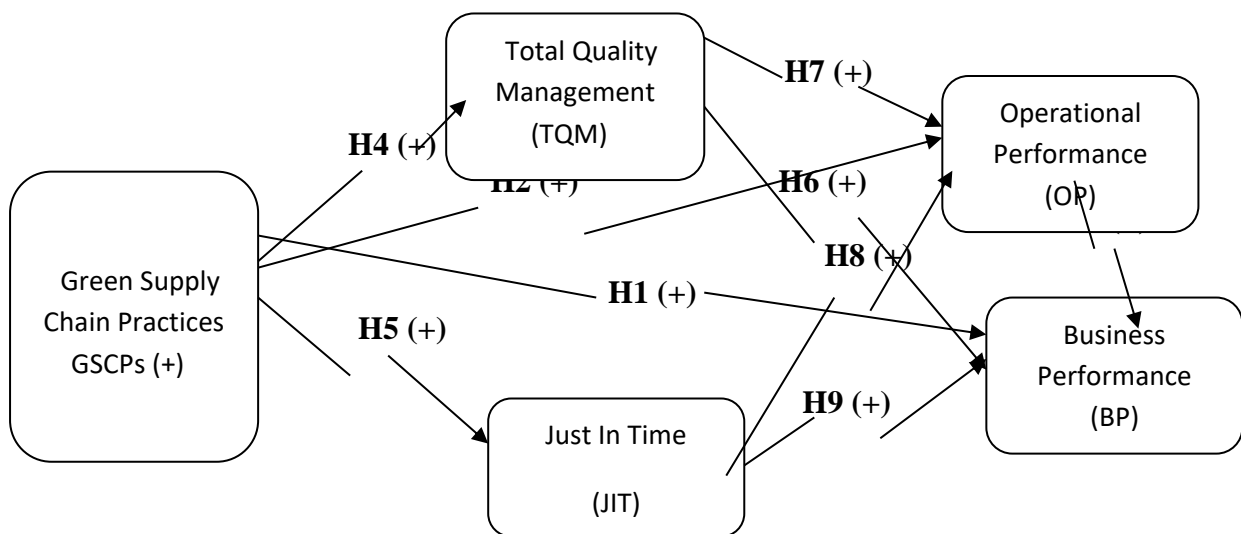 Total Quality
Management
(TQM)
H7 (+)
Operational
Performance
(OP)
H4 (+)
H2 (+)
H6 (+)
Green Supply
Chain Practices
GSCPs (+)
H8 (+)
H1 (+)
H5 (+)
Business
Performance
(BP)
H9 (+)
Just In Time
(JIT)